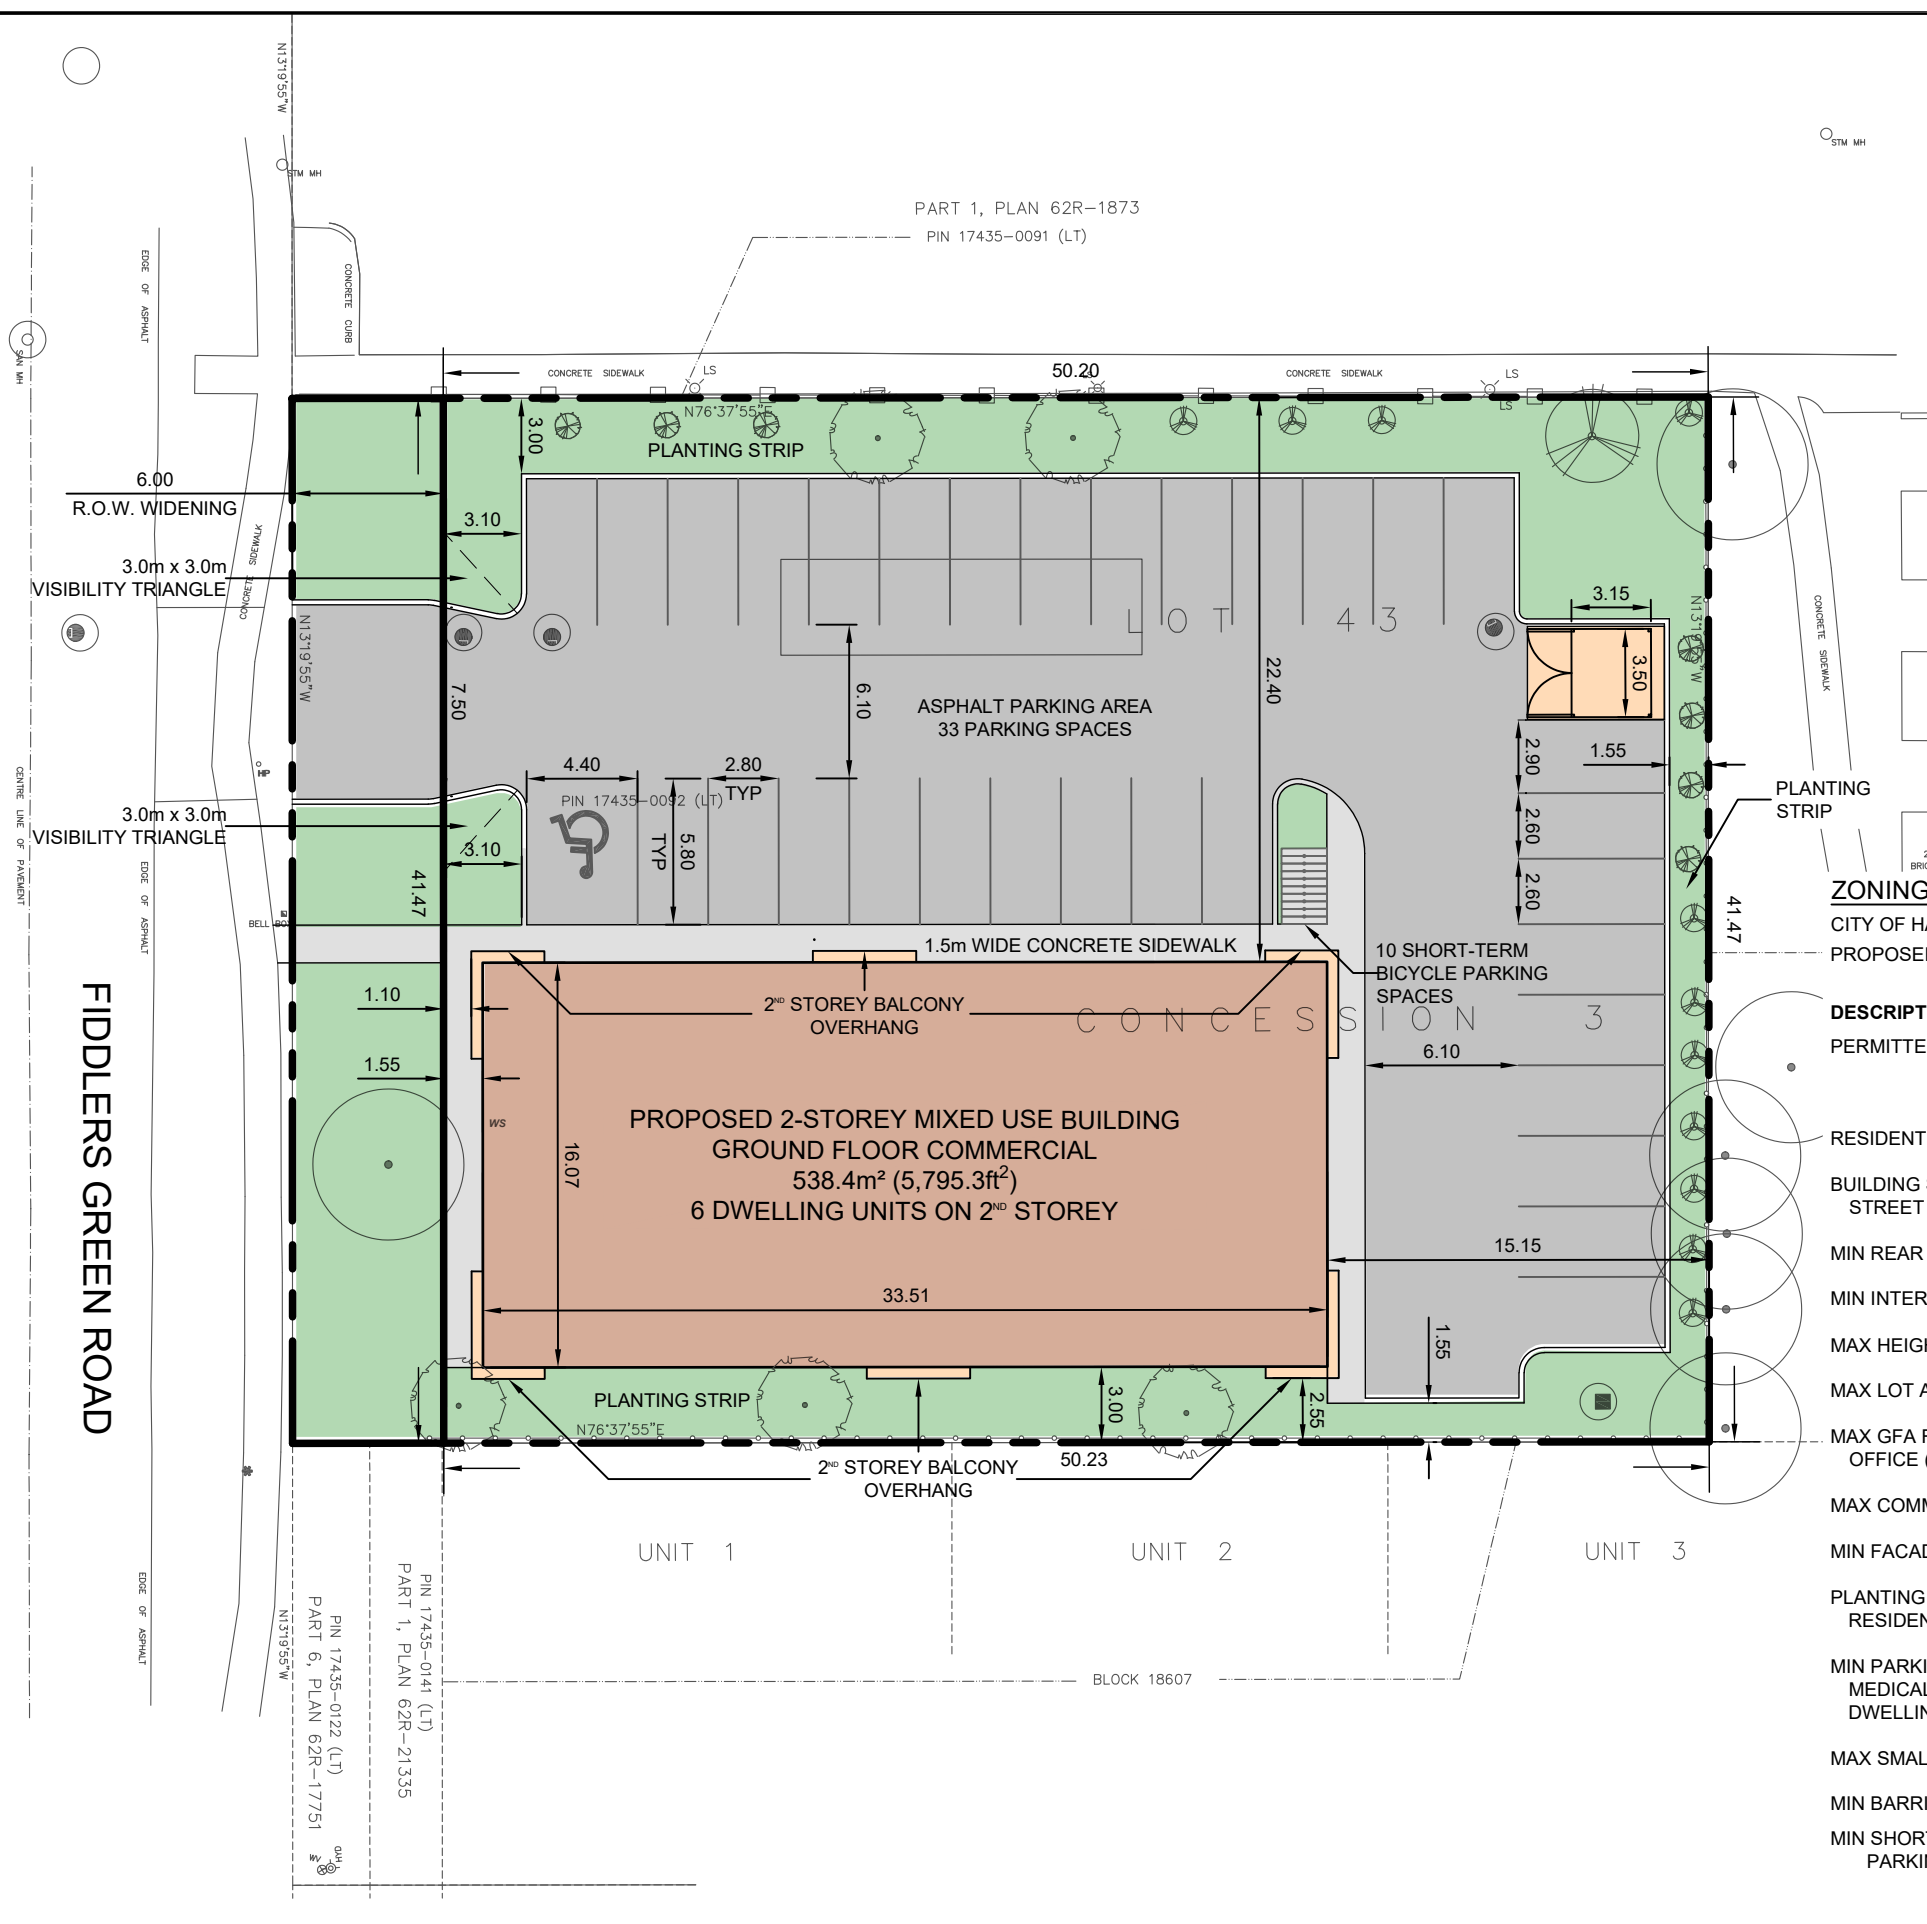 N13°19'55"W
STM MH
STM MH
PART 1, PLAN 62R-1873
PIN 17435-0091 (LT)
EDGE OF ASPHALT
CONCRETE CURB
SAN MH
CONCRETE SIDEWALK
LS
50.20
LS
CONCRETE SIDEWALK
LS
LS
N76°37'55"E
3.00
PLANTING STRIP
6.00
R.O.W. WIDENING
3.10
CONCRETE SIDEWALK
3.0m x 3.0m
VISIBILITY TRIANGLE
N13°19'55"W
LOT 43
3.15
3.50
N13°19'55"W
CONCRETE SIDEWALK
7.50
6.10
22.40
ASPHALT PARKING AREA
33 PARKING SPACES
CENTRE LINE OF PAVEMENT
HP
4.40
2.80
TYP
PIN 17435-0092 (LT)
2.90
1.55
PLANTING
STRIP
3.0m x 3.0m
VISIBILITY TRIANGLE
3.10
5.80
TYP
2.60
2.60
EDGE OF ASPHALT
41.47
BELL BOX
41.47
ZONING
CITY OF HA
PROPOSE
1.5m WIDE CONCRETE SIDEWALK
10 SHORT-TERM
BICYCLE PARKING
SPACES
1.10
2ND STOREY BALCONY
OVERHANG
CONCESSION 3
DESCRIPT
PERMITTE
FIDDLERS GREEN ROAD
1.55
6.10
WS
16.07
PROPOSED 2-STOREY MIXED USE BUILDING
GROUND FLOOR COMMERCIAL
538.4m² (5,795.3ft2)
6 DWELLING UNITS ON 2ND STOREY
RESIDENT
BUILDING
STREET
15.15
MIN REAR
33.51
MIN INTER
1.55
MAX HEIG
PLANTING STRIP
3.00
2.55
MAX LOT A
N76°37'55"E
MAX GFA F
OFFICE (
2ND STOREY BALCONY
OVERHANG
50.23
MAX COMM
UNIT 1
UNIT 2
UNIT 3
MIN FACAD
EDGE OF ASPHALT
N13°19'55"W
PIN 17435-0122 (LT)
PART 6, PLAN 62R-17751
PIN 17435-0141 (LT)
PART 1, PLAN 62R-21335
PLANTING
RESIDEN
BLOCK 18607
MIN PARKI
MEDICAL
DWELLIN
MAX SMAL
MIN BARRI
MIN SHORT
PARKIN
HYD